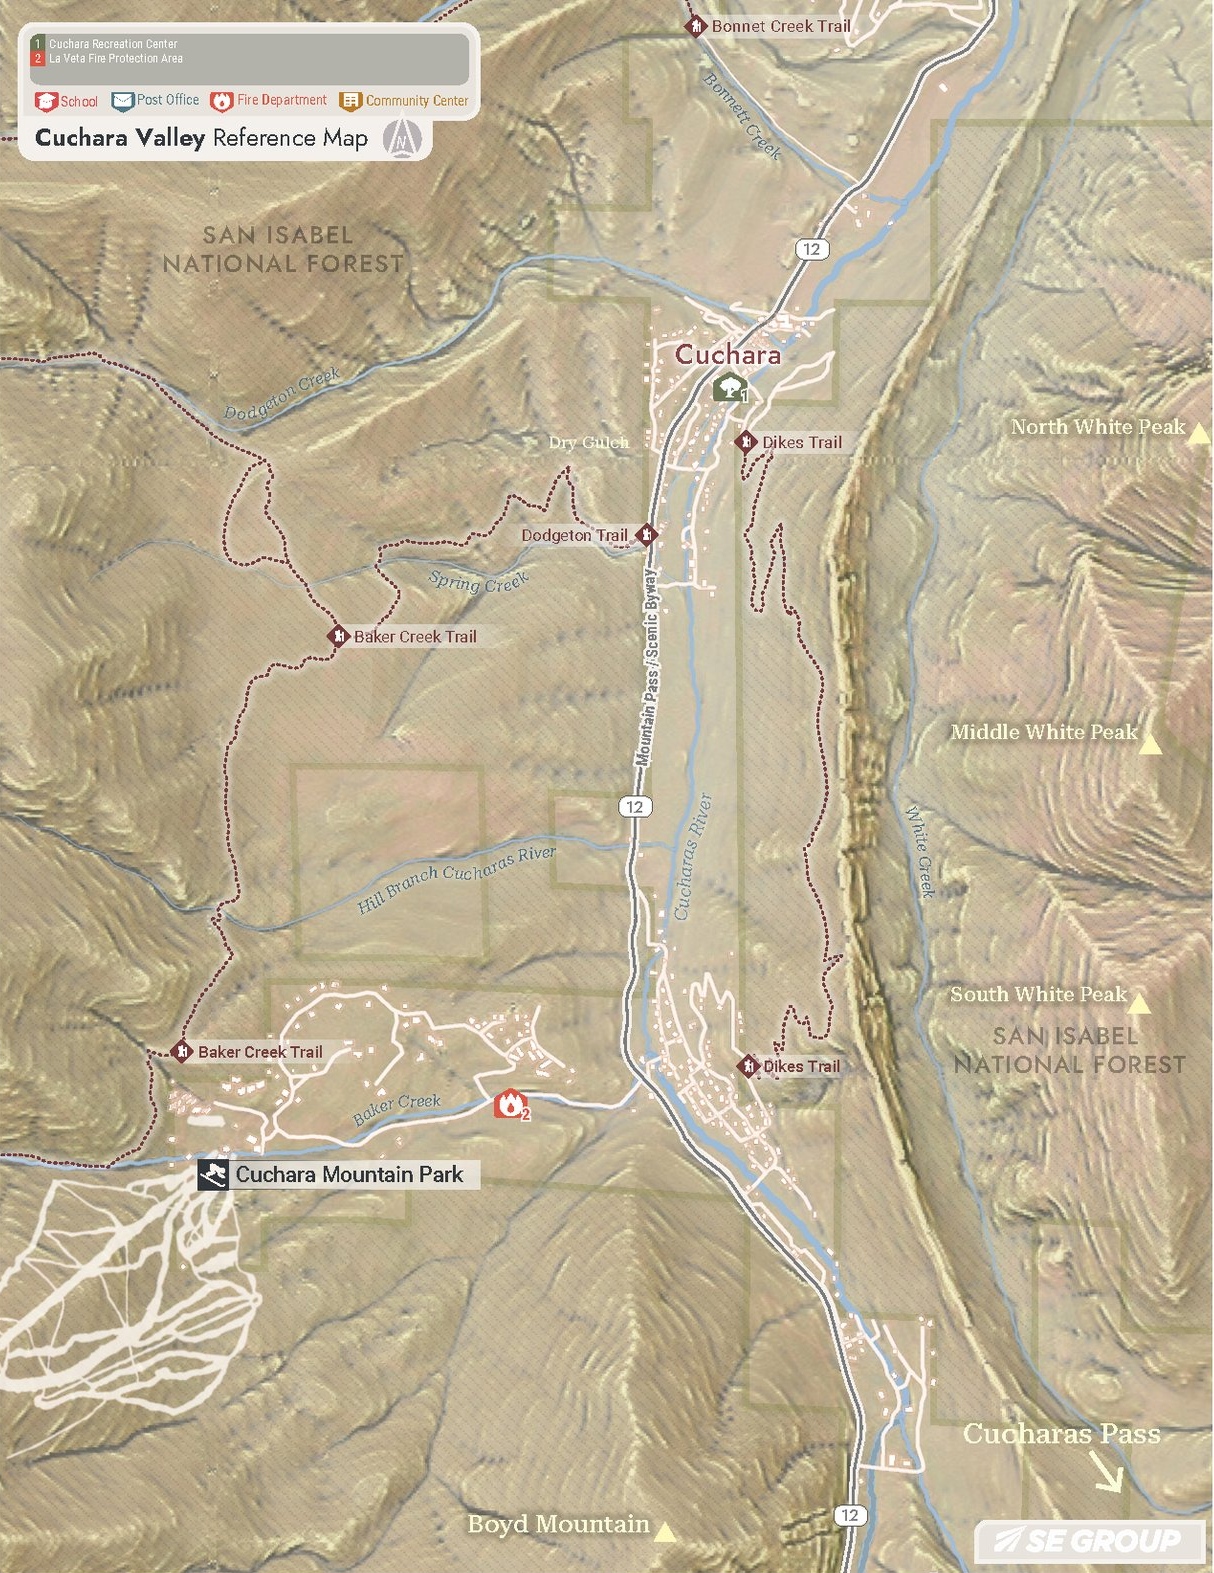 Bonnet Creek Trail
1 Cuchara Recreation Center
2 La Veta Fire Protection Area
School
Post Office
Fire Department
Community Center
Cuchara Valley Reference Map
N
Bonnett Creek
SAN ISABEL
NATIONAL FOREST
12
Cuchara
1
Dodgeton Creek
North White Peak
Dry Gulch
Dikes Trail
Dodgeton Trail
Spring Creek
Baker Creek Trail
Mountain Pass / Scenic Byway
Middle White Peak
12
Cucharas River
White Creek
Hill Branch Cucharas River
South White Peak
SAN ISABEL
NATIONAL FOREST
Baker Creek Trail
Dikes Trail
Baker Creek
2
Cuchara Mountain Park
Cucharas Pass
12
Boyd Mountain
SE GROUP